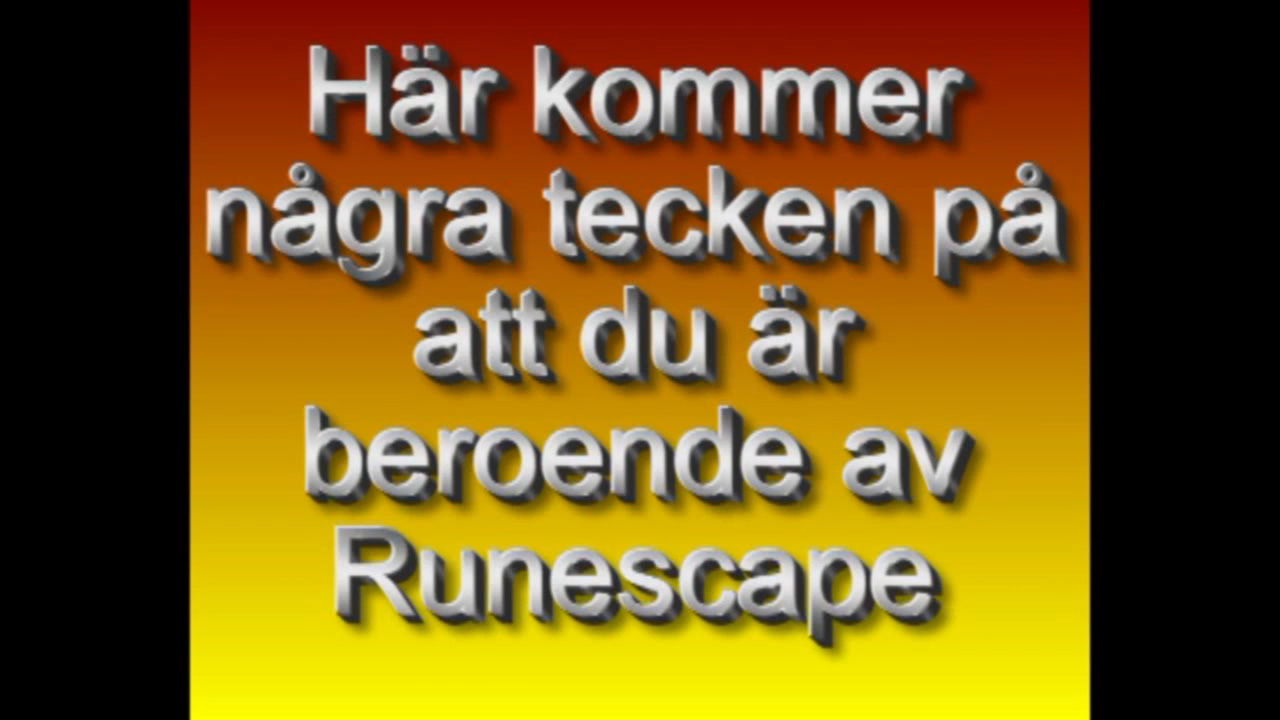 Här kommer
några tecken på
att du är
beroende av
Runescape